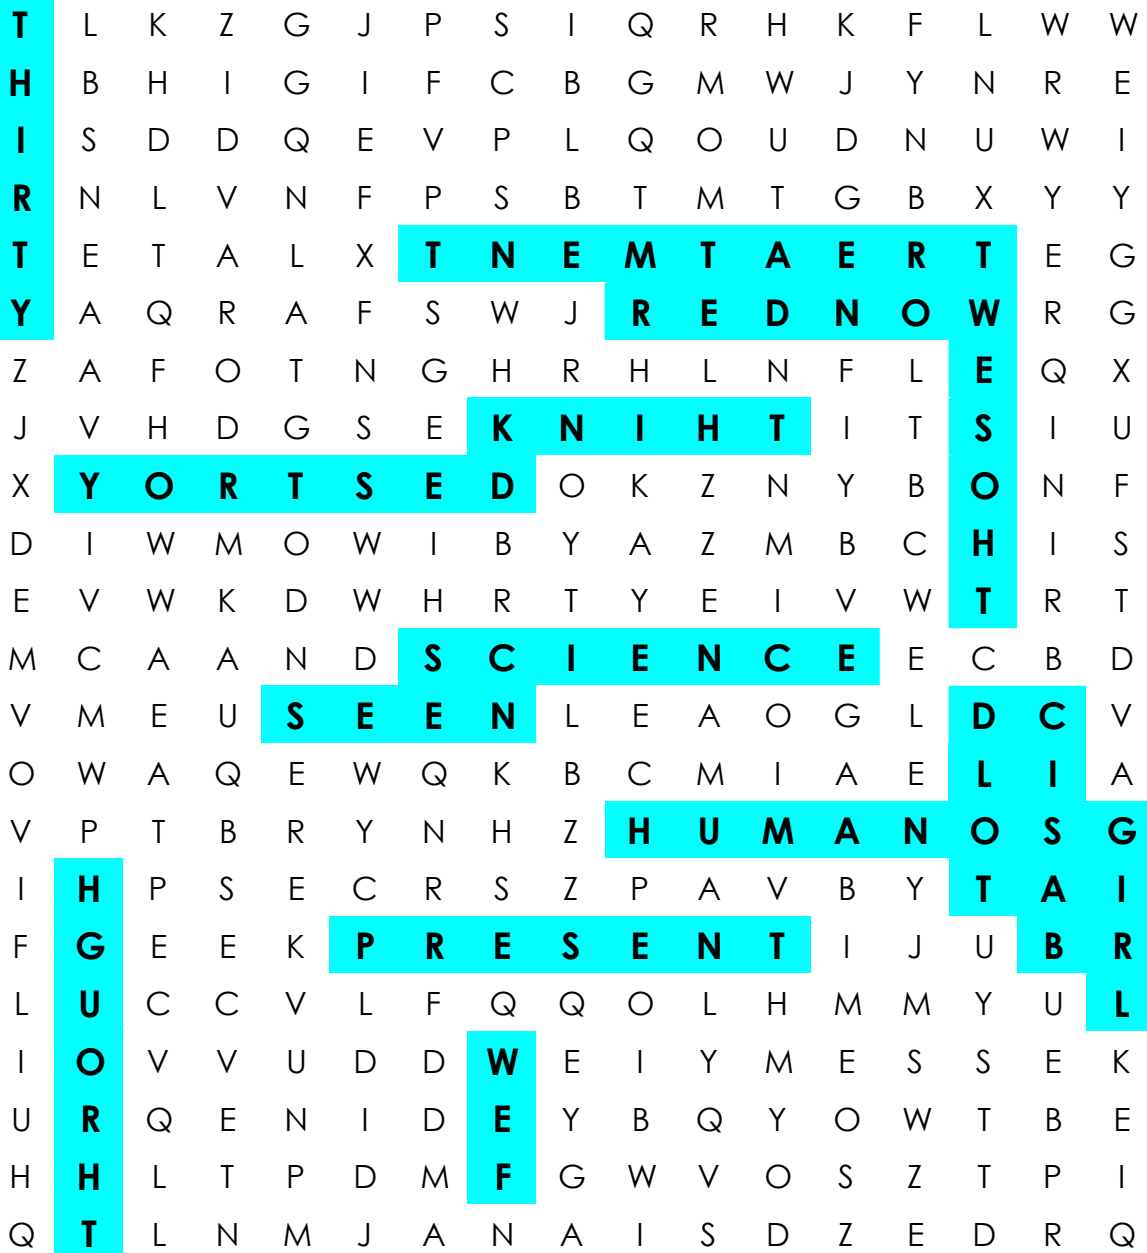 T L K Z G J P S I Q R H K F L W W
H B H I G I F C B G M W J Y N R E
I S D D Q E V P L Q O U D N U W I
R N L V N F P S B T M T G B X Y Y
T E T A L X T N E M T A E R T E G
Y A Q R A F S W J R E D N O W R G
Z A F O T N G H R H L N F L E Q X
J V H D G S E K N I H T I T S I U
X Y O R T S E D O K Z N Y B O N F
D I W M O W I B Y A Z M B C H I S
E V W K D W H R T Y E I V W T R T
M C A A N D S C I E N C E E C B D
V M E U S E E N L E A O G L D C V
O W A Q E W Q K B C M I A E L I A
V P T B R Y N H Z H U M A N O S G
I H P S E C R S Z P A V B Y T A I
F G E E K P R E S E N T I J U B R
L U C C V L F Q Q O L H M M Y U L
I O V V U D D W E I Y M E S S E K
U R Q E N I D E Y B Q Y O W T B E
H H L T P D M F G W V O S Z T P I
Q T L N M J A N A I S D Z E D R Q